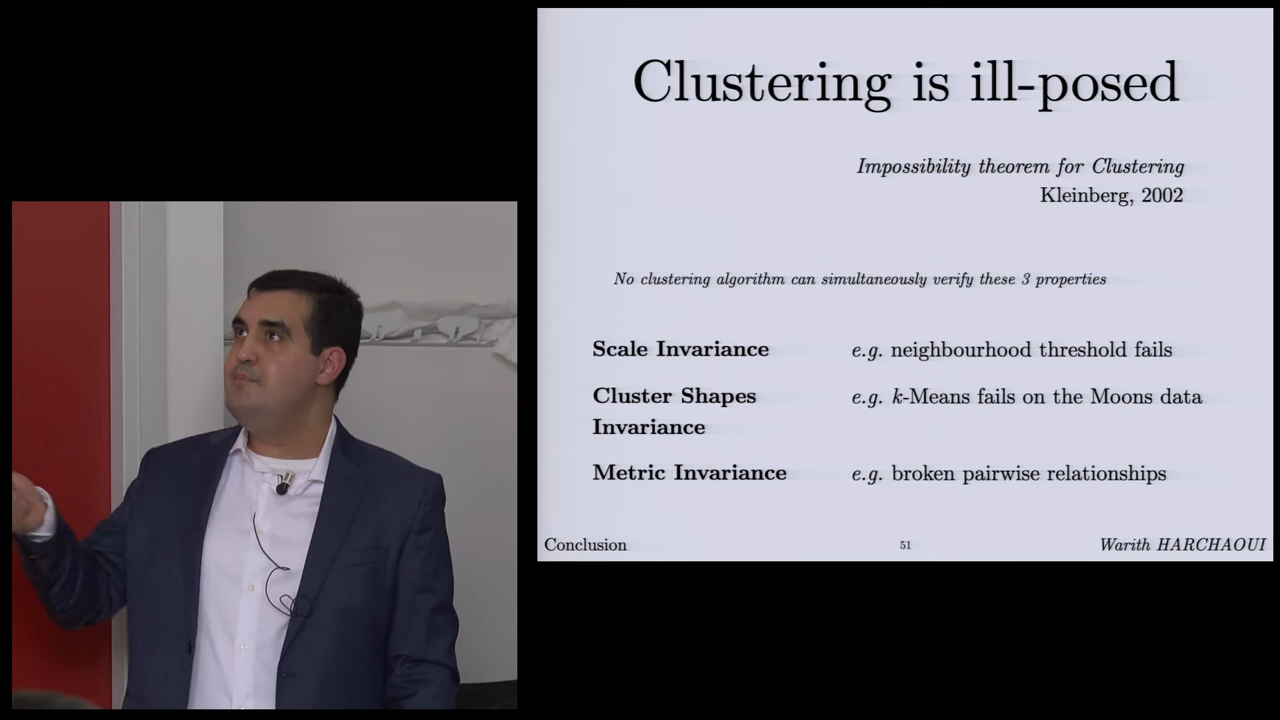 Clustering is ill-posed
Impossibility theorem for Clustering
Kleinberg, 2002
No clustering algorithm can simultaneously verify these 3 properties
Scale Invariance e.g. neighbourhood threshold fails
Cluster Shapes e.g. k-Means fails on the Moons data
Invariance
Metric Invariance e.g. broken pairwise relationships
Conclusion 51 Warith HARCHAOUI